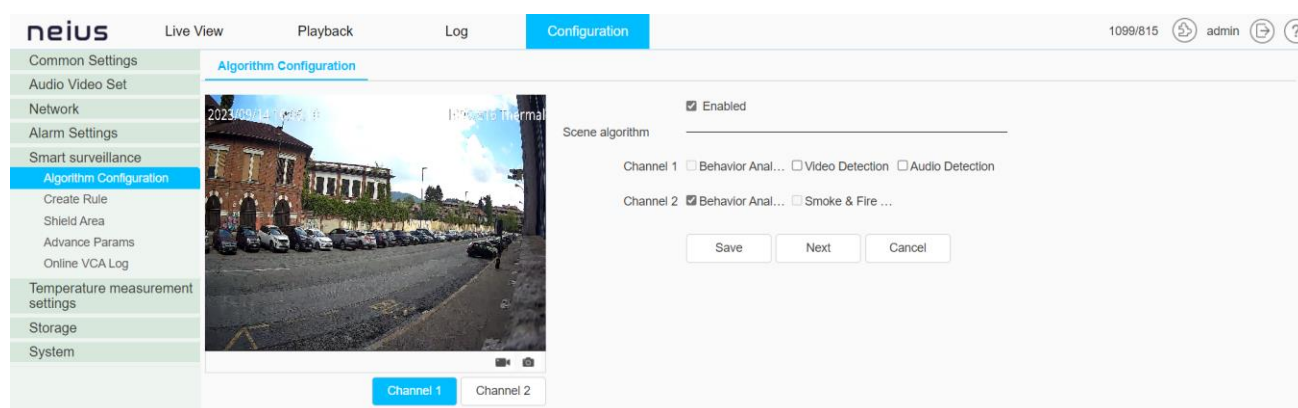 neius Live View Playback Log Configuration 1099/815 admin ?
Common Settings
Audio Video Set
Network
Alarm Settings
Smart surveillance
Algorithm Configuration
Create Rule
Shield Area
Advance Params
Online VCA Log
Temperature measurement
settings
Storage
System
Algorithm Configuration
2023/09/14
Thermal
Channel 1 Channel 2
Enabled
Scene algorithm
Channel 1 Behavior Anal... Video Detection Audio Detection
Channel 2 Behavior Anal... Smoke & Fire ...
Save Next Cancel